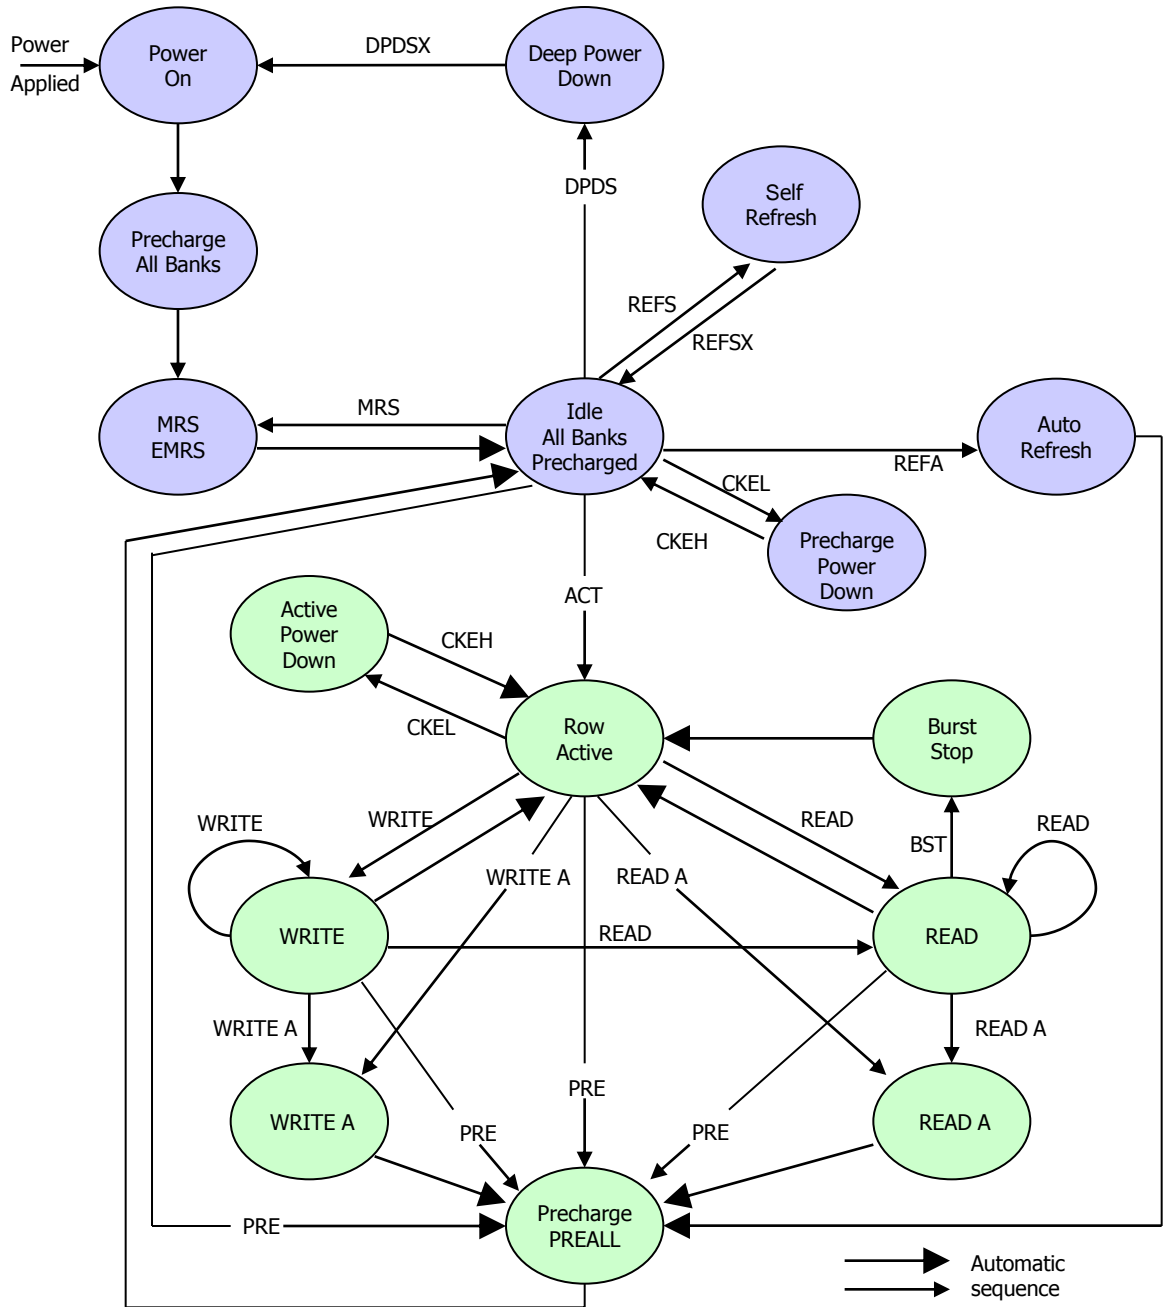 Power
Applied
Power
On
DPDSX
Deep Power
Down
DPDS
Self
Refresh
Precharge
All Banks
REFS
REFSX
MRS
EMRS
MRS
Idle
All Banks
Precharged
Auto
Refresh
REFA
CKEL
CKEH
Precharge
Power
Down
ACT
Active
Power
Down
CKEH
CKEL
Row
Active
Burst
Stop
WRITE
WRITE
READ
BST
READ
WRITE A
READ A
WRITE
READ
READ
WRITE A
READ A
WRITE A
PRE
PRE
PRE
READ A
PRE
Precharge
PREALL
Automatic
sequence